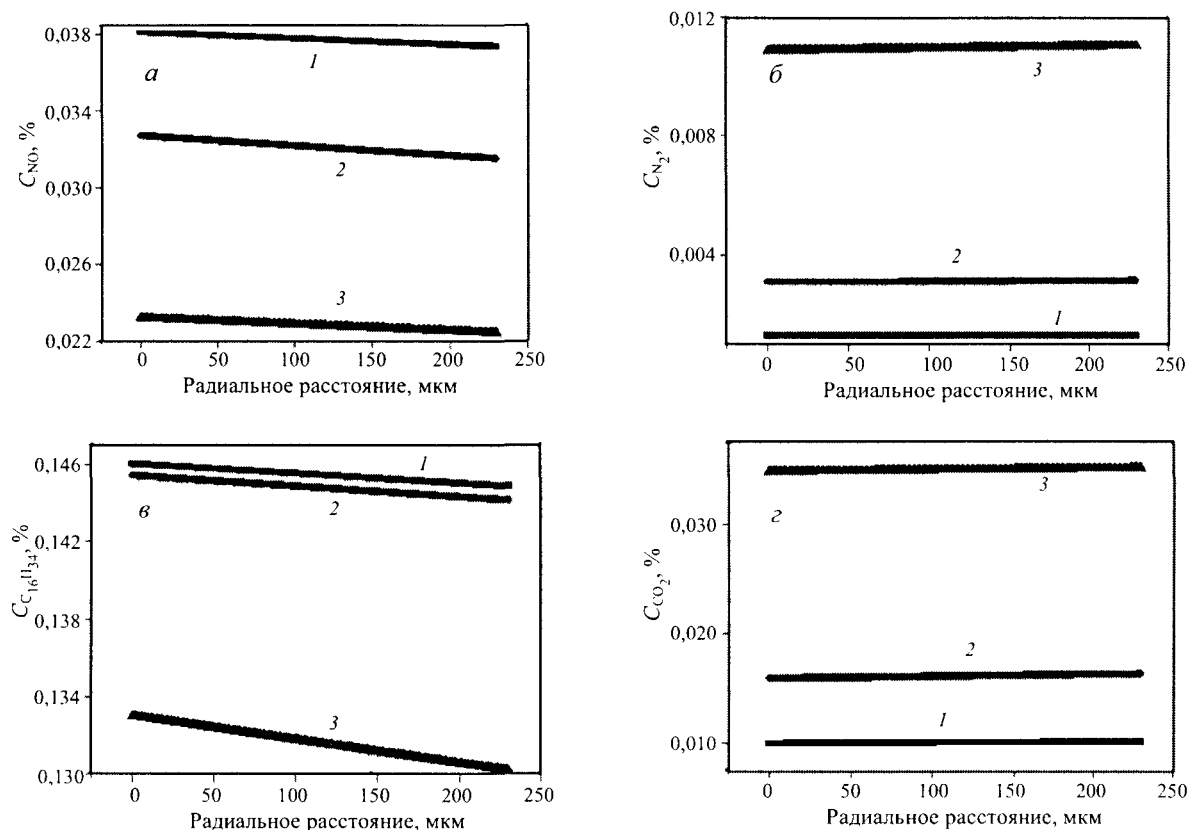 0,038
0,034
0,030
0,026
0,022
C_NO, %
а
1
2
3
0 50 100 150 200 250
Радиальное расстояние, мкм
0,012
0,008
0,004
C_N2, %
б
3
2
1
0 50 100 150 200 250
Радиальное расстояние, мкм
0,146
0,142
0,138
0,134
0,130
C_C16H34, %
в
1
2
3
0 50 100 150 200 250
Радиальное расстояние, мкм
0,030
0,020
0,010
C_CO2, %
г
3
2
1
0 50 100 150 200 250
Радиальное расстояние, мкм